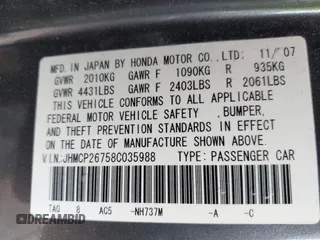 MFD. IN JAPAN BY HONDA MOTOR CO., LTD: 11/07
GVWR 2010KG GAWR F 1090KG R 935KG
GVWR 4431LBS GAWR F 2403LBS R 2061LBS
THIS VEHICLE CONFORMS TO ALL APPLICABLE
FEDERAL MOTOR VEHICLE SAFETY , BUMPER,
AND THEFT PREVENTION STANDARDS IN EFFECT
ON THE DATE OF MANUFACTURE SHOWN ABOVE.
V.I.N: JHMCP26758C035988 TYPE: PASSENGER CAR
TA0 8 AC5 -NH737M -A -C
DREAMBID